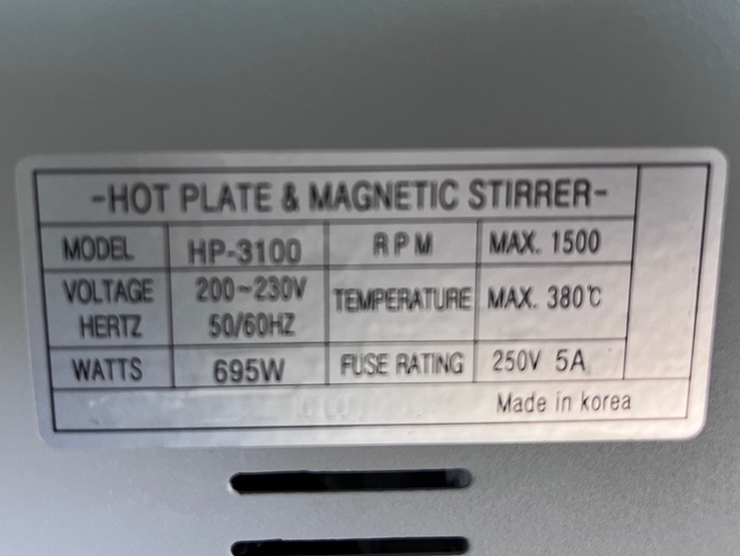 -HOT PLATE & MAGNETIC STIRRER-
MODEL HP-3100 RPM MAX. 1500
VOLTAGE 200~230V TEMPERATURE MAX. 380℃
HERTZ 50/60HZ
WATTS 695W FUSE RATING 250V 5A
Made in korea